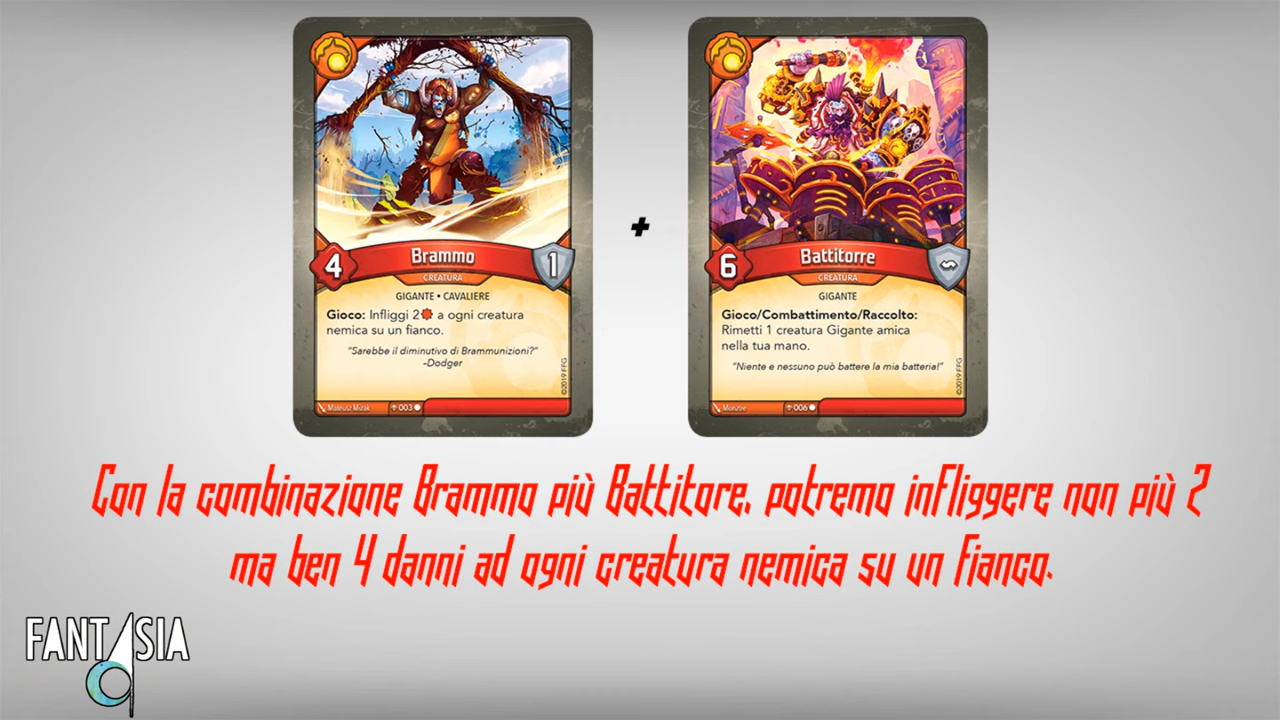 4
Brammo
1
CREATURA
GIGANTE • CAVALIERE
Gioco: Infliggi 2 a ogni creatura
nemica su un fianco.
"Sarebbe il diminutivo di Brammunizioni?"
–Dodger
©2019 FFG
Mateusz Mizak
003
+
6
Battitorre
CREATURA
GIGANTE
Gioco/Combattimento/Raccolto:
Rimetti 1 creatura Gigante amica
nella tua mano.
"Niente e nessuno può battere la mia batteria!"
©2019 FFG
Monztre
006
Con la combinazione Brammo più Battitore, potremo infliggere non più 2
ma ben 4 danni ad ogni creatura nemica su un fianco.
FANTASIA